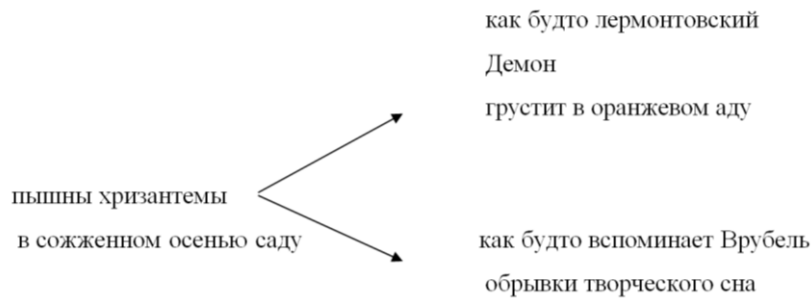 как будто лермонтовский
Демон
грустит в оранжевом аду
пышны хризантемы
в сожженном осенью саду
как будто вспоминает Врубель
обрывки творческого сна